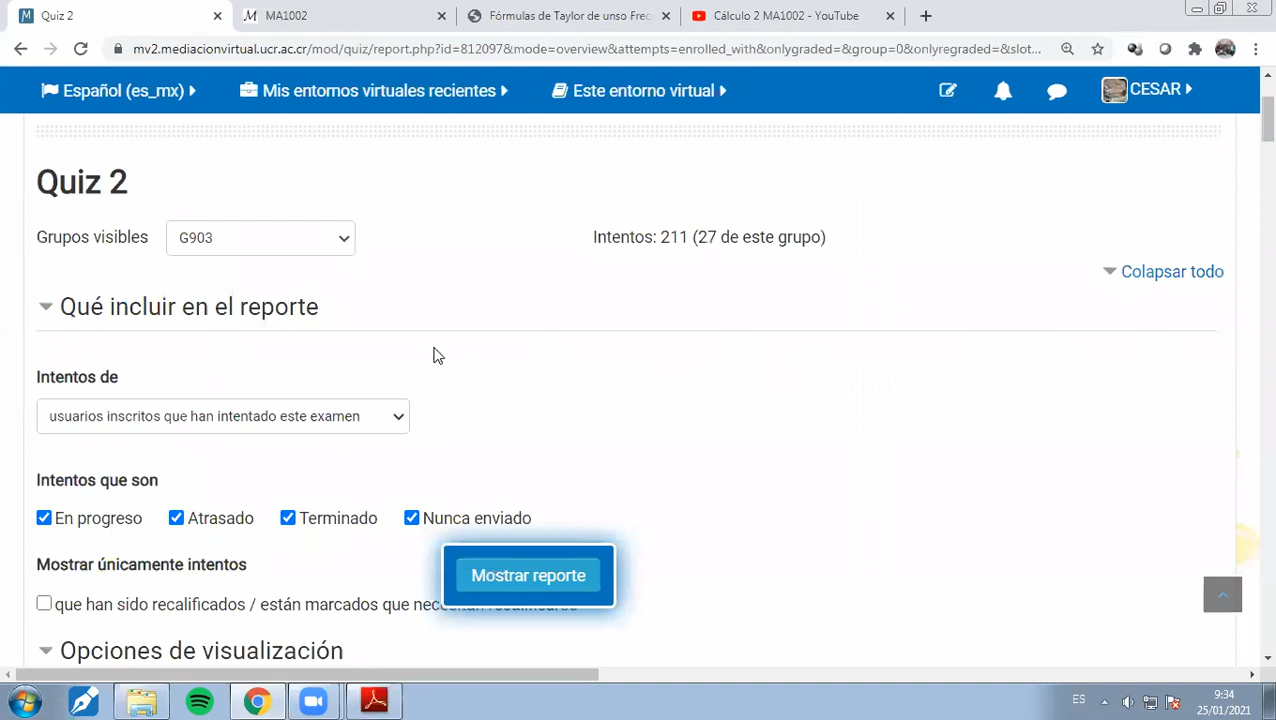 Quiz 2
MA1002
Fórmulas de Taylor de unso Frec
Cálculo 2 MA1002 - YouTube
mv2.mediacionvirtual.ucr.ac.cr/mod/quiz/report.php?id=812097&mode=overview&attempts=enrolled_with&onlygraded=&group=0&onlyregraded=&slot...
Español (es_mx)
Mis entornos virtuales recientes
Este entorno virtual
CESAR
Quiz 2
Grupos visibles
G903
Intentos: 211 (27 de este grupo)
Colapsar todo
Qué incluir en el reporte
Intentos de
usuarios inscritos que han intentado este examen
Intentos que son
En progreso
Atrasado
Terminado
Nunca enviado
Mostrar únicamente intentos
Mostrar reporte
que han sido recalificados / están marcados que
Opciones de visualización
ES
9:34
25/01/2021